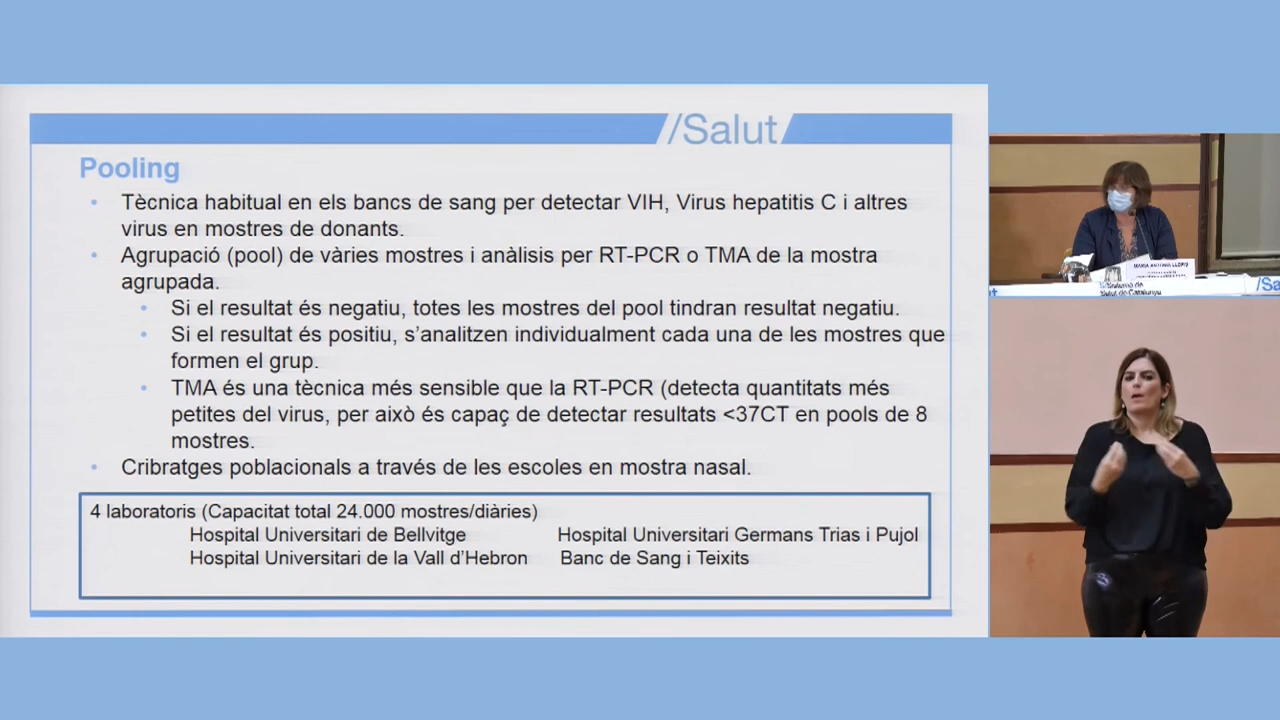 /Salut
Pooling
• Tècnica habitual en els bancs de sang per detectar VIH, Virus hepatitis C i altres
virus en mostres de donants.
• Agrupació (pool) de vàries mostres i anàlisis per RT-PCR o TMA de la mostra
agrupada.
• Si el resultat és negatiu, totes les mostres del pool tindran resultat negatiu.
• Si el resultat és positiu, s’analitzen individualment cada una de les mostres que
formen el grup.
• TMA és una tècnica més sensible que la RT-PCR (detecta quantitats més
petites del virus, per això és capaç de detectar resultats <37CT en pools de 8
mostres.
• Cribratges poblacionals a través de les escoles en mostra nasal.
4 laboratoris (Capacitat total 24.000 mostres/diàries)
Hospital Universitari de Bellvitge Hospital Universitari Germans Trias i Pujol
Hospital Universitari de la Vall d’Hebron Banc de Sang i Teixits
MARIA ANTONIA LLOPIS
Salut de Catalunya
/Sa